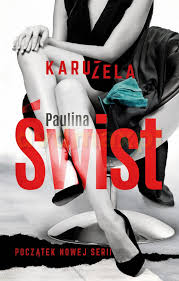 KARUZELA
Paulina
Świst
POCZĄTEK NOWEJ SERII